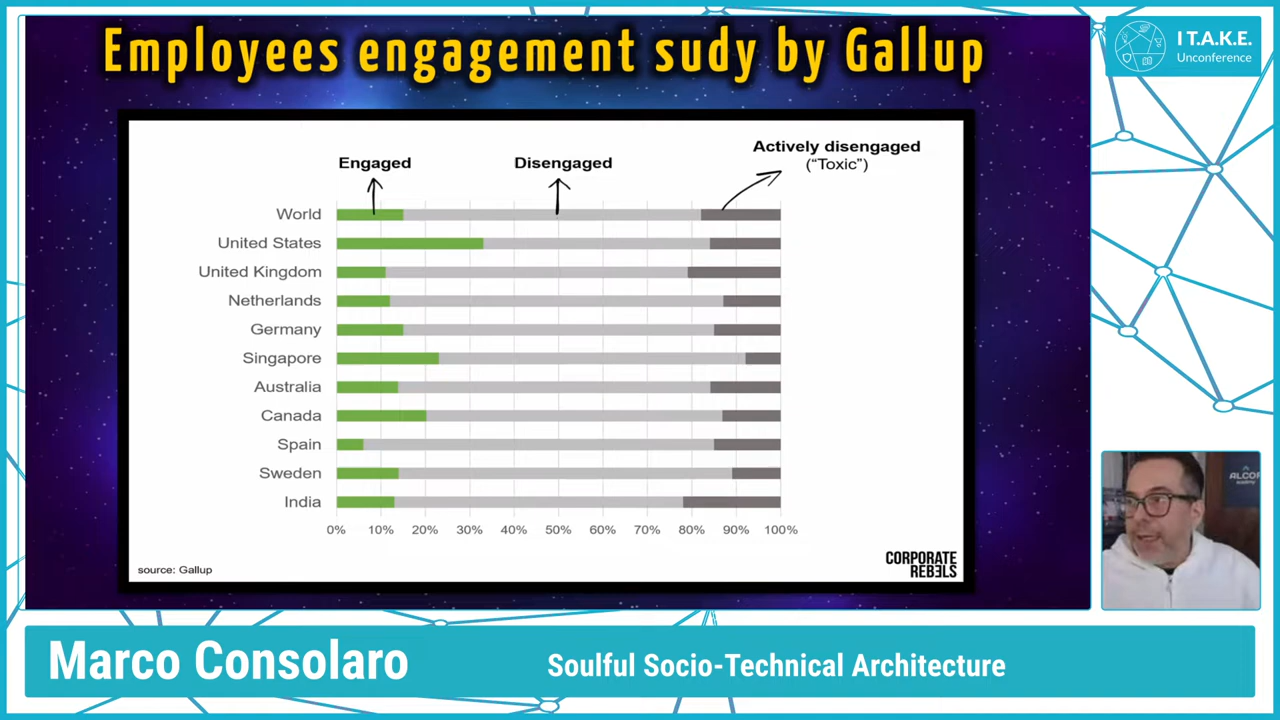 Employees engagement sudy by Gallup
I T.A.K.E.
Unconference
Engaged
Disengaged
Actively disengaged
("Toxic")
World
United States
United Kingdom
Netherlands
Germany
Singapore
Australia
Canada
Spain
Sweden
India
0% 10% 20% 30% 40% 50% 60% 70% 80% 90% 100%
source: Gallup
CORPORATE
REBELS
ALCOR
academy
Marco Consolaro
Soulful Socio-Technical Architecture